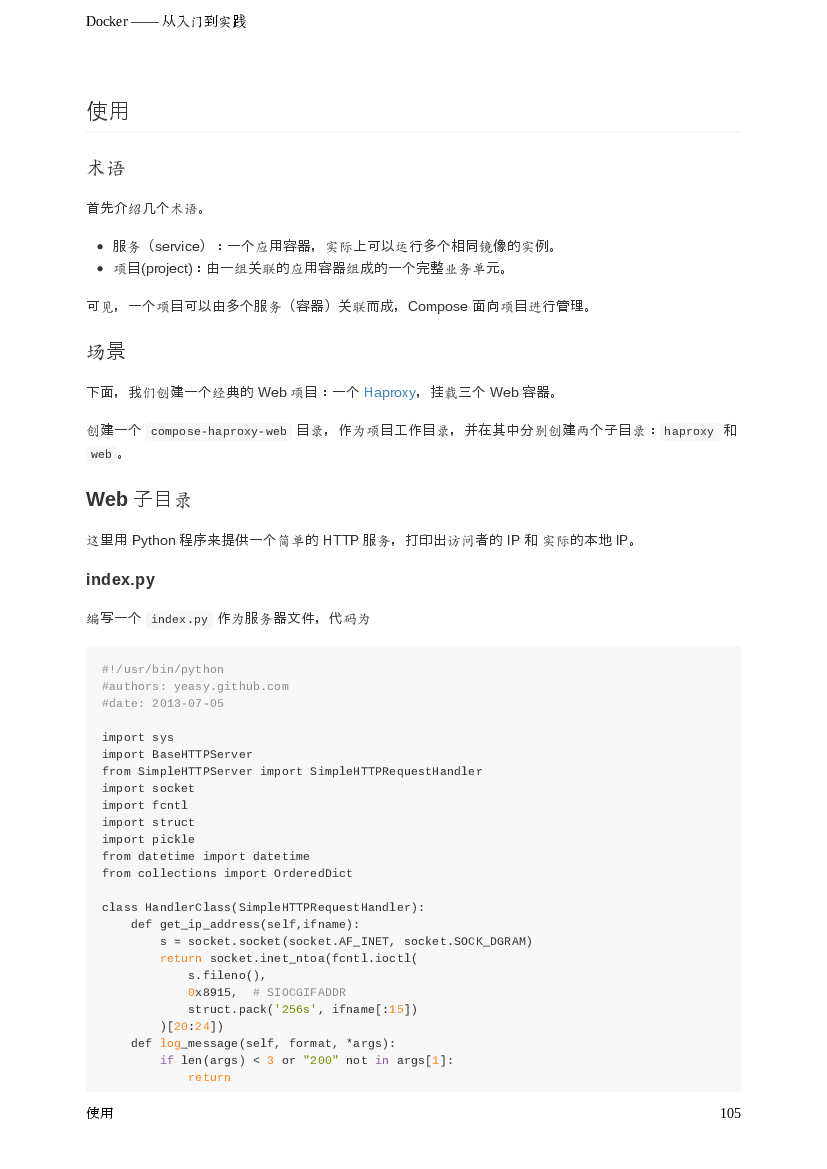 Docker —— 从入门到实践
使用
术语
首先介绍几个术语。
• 服务（service）：一个应用容器，实际上可以运行多个相同镜像的实例。
• 项目(project)：由一组关联的应用容器组成的一个完整业务单元。
可见，一个项目可以由多个服务（容器）关联而成，Compose 面向项目进行管理。
场景
下面，我们创建一个经典的 Web 项目：一个 Haproxy，挂载三个 Web 容器。
创建一个 compose-haproxy-web 目录，作为项目工作目录，并在其中分别创建两个子目录：haproxy 和
web 。
Web 子目录
这里用 Python 程序来提供一个简单的 HTTP 服务，打印出访问者的 IP 和 实际的本地 IP。
index.py
编写一个 index.py 作为服务器文件，代码为
#!/usr/bin/python
#authors: yeasy.github.com
#date: 2013-07-05
import sys
import BaseHTTPServer
from SimpleHTTPServer import SimpleHTTPRequestHandler
import socket
import fcntl
import struct
import pickle
from datetime import datetime
from collections import OrderedDict
class HandlerClass(SimpleHTTPRequestHandler):
    def get_ip_address(self,ifname):
        s = socket.socket(socket.AF_INET, socket.SOCK_DGRAM)
        return socket.inet_ntoa(fcntl.ioctl(
            s.fileno(),
            0x8915,  # SIOCGIFADDR
            struct.pack('256s', ifname[:15])
        )[20:24])
    def log_message(self, format, *args):
        if len(args) < 3 or "200" not in args[1]:
            return
使用 105